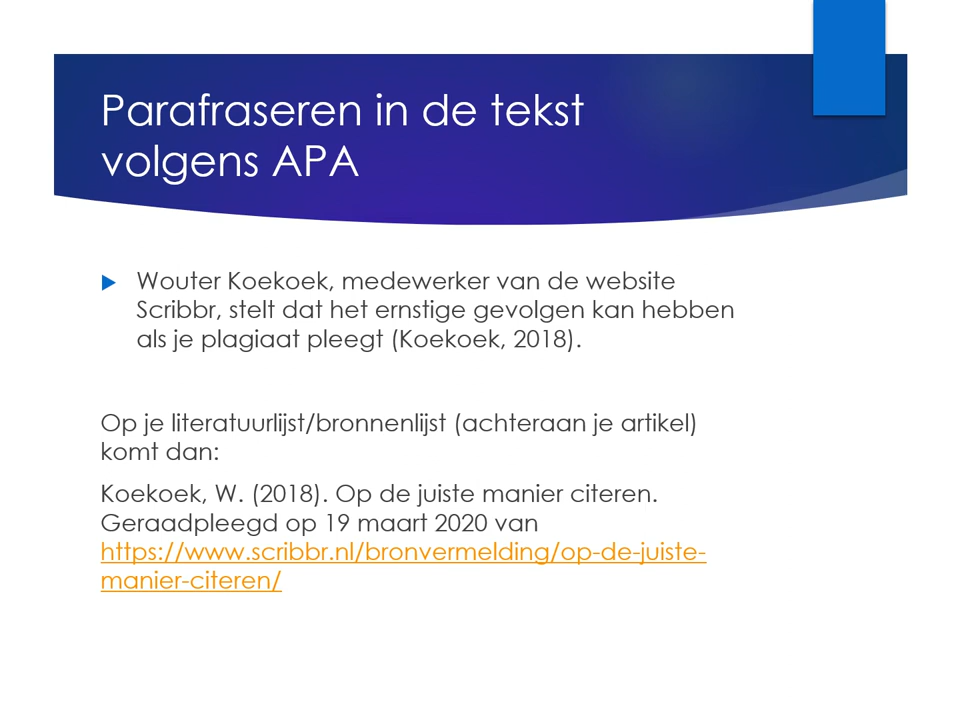 Parafraseren in de tekst
volgens APA
Wouter Koekoek, medewerker van de website
Scribbr, stelt dat het ernstige gevolgen kan hebben
als je plagiaat pleegt (Koekoek, 2018).
Op je literatuurlijst/bronnenlijst (achteraan je artikel)
komt dan:
Koekoek, W. (2018). Op de juiste manier citeren.
Geraadpleegd op 19 maart 2020 van
https://www.scribbr.nl/bronvermelding/op-de-juiste-
manier-citeren/